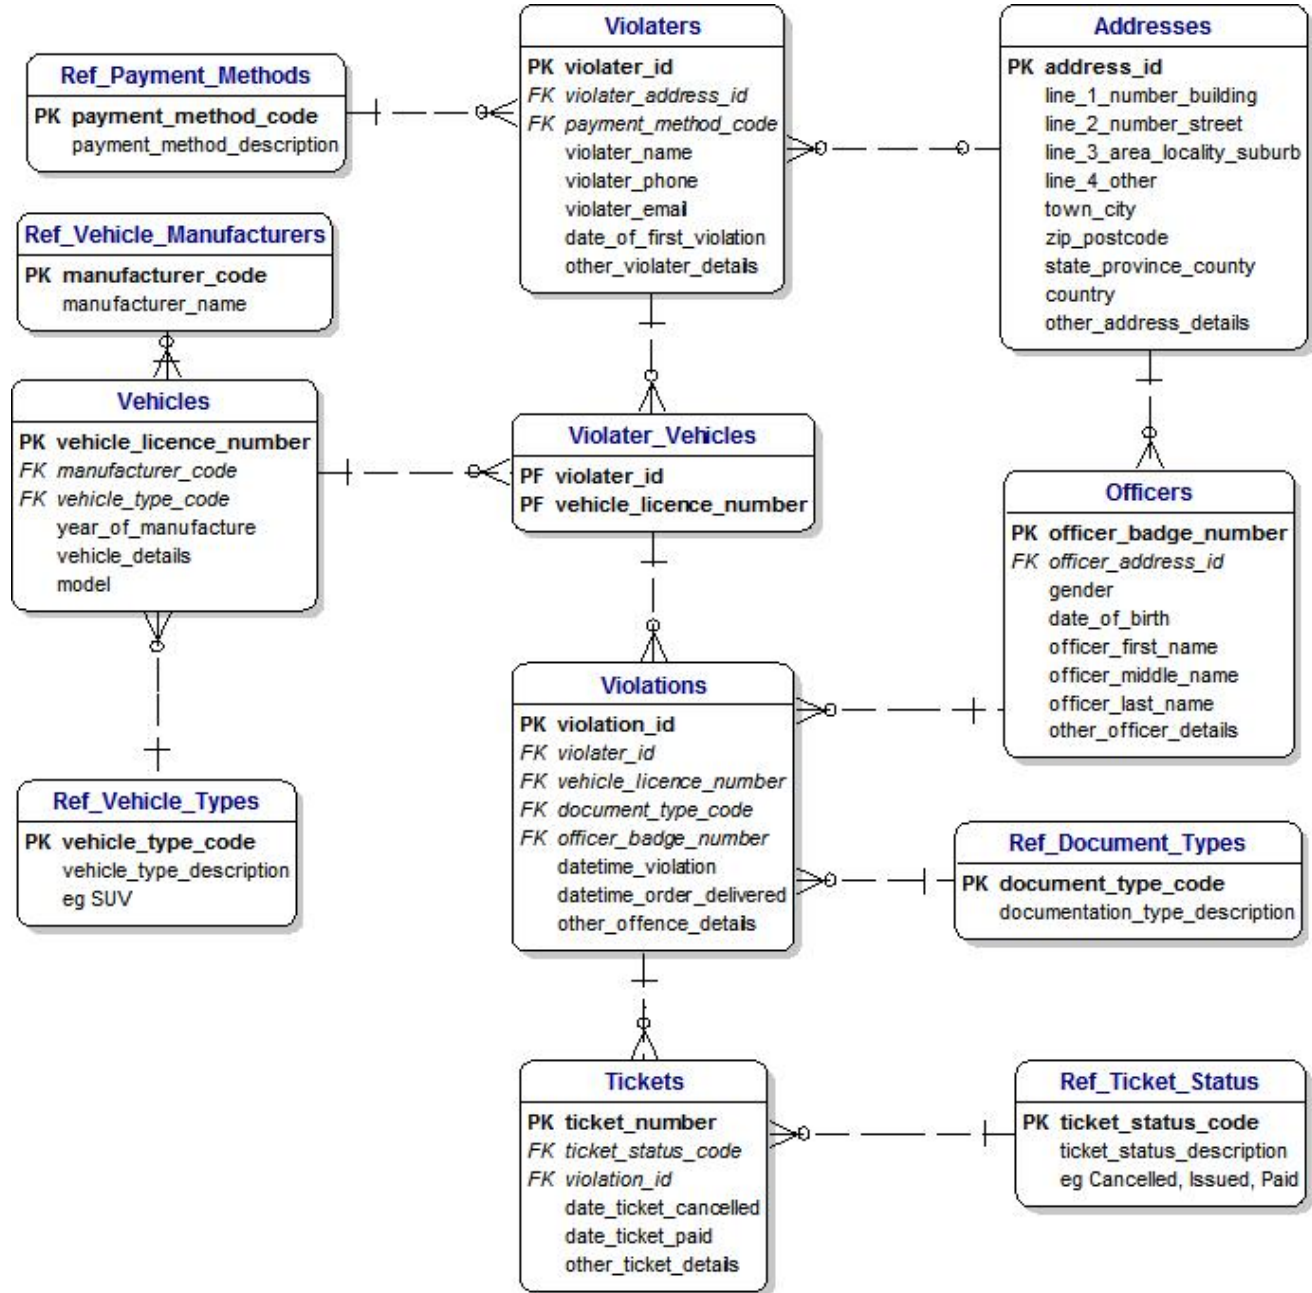 Violaters
PK violater_id
FK violater_address_id
FK payment_method_code
violater_name
violater_phone
violater_email
date_of_first_violation
other_violater_details
Addresses
PK address_id
line_1_number_building
line_2_number_street
line_3_area_locality_suburb
line_4_other
town_city
zip_postcode
state_province_county
country
other_address_details
Ref_Payment_Methods
PK payment_method_code
payment_method_description
Ref_Vehicle_Manufacturers
PK manufacturer_code
manufacturer_name
Vehicles
PK vehicle_licence_number
FK manufacturer_code
FK vehicle_type_code
year_of_manufacture
vehicle_details
model
Violater_Vehicles
PF violater_id
PF vehicle_licence_number
Officers
PK officer_badge_number
FK officer_address_id
gender
date_of_birth
officer_first_name
officer_middle_name
officer_last_name
other_officer_details
Violations
PK violation_id
FK violater_id
FK vehicle_licence_number
FK document_type_code
FK officer_badge_number
datetime_violation
datetime_order_delivered
other_offence_details
Ref_Vehicle_Types
PK vehicle_type_code
vehicle_type_description
eg SUV
Ref_Document_Types
PK document_type_code
documentation_type_description
Tickets
PK ticket_number
FK ticket_status_code
FK violation_id
date_ticket_cancelled
date_ticket_paid
other_ticket_details
Ref_Ticket_Status
PK ticket_status_code
ticket_status_description
eg Cancelled, Issued, Paid